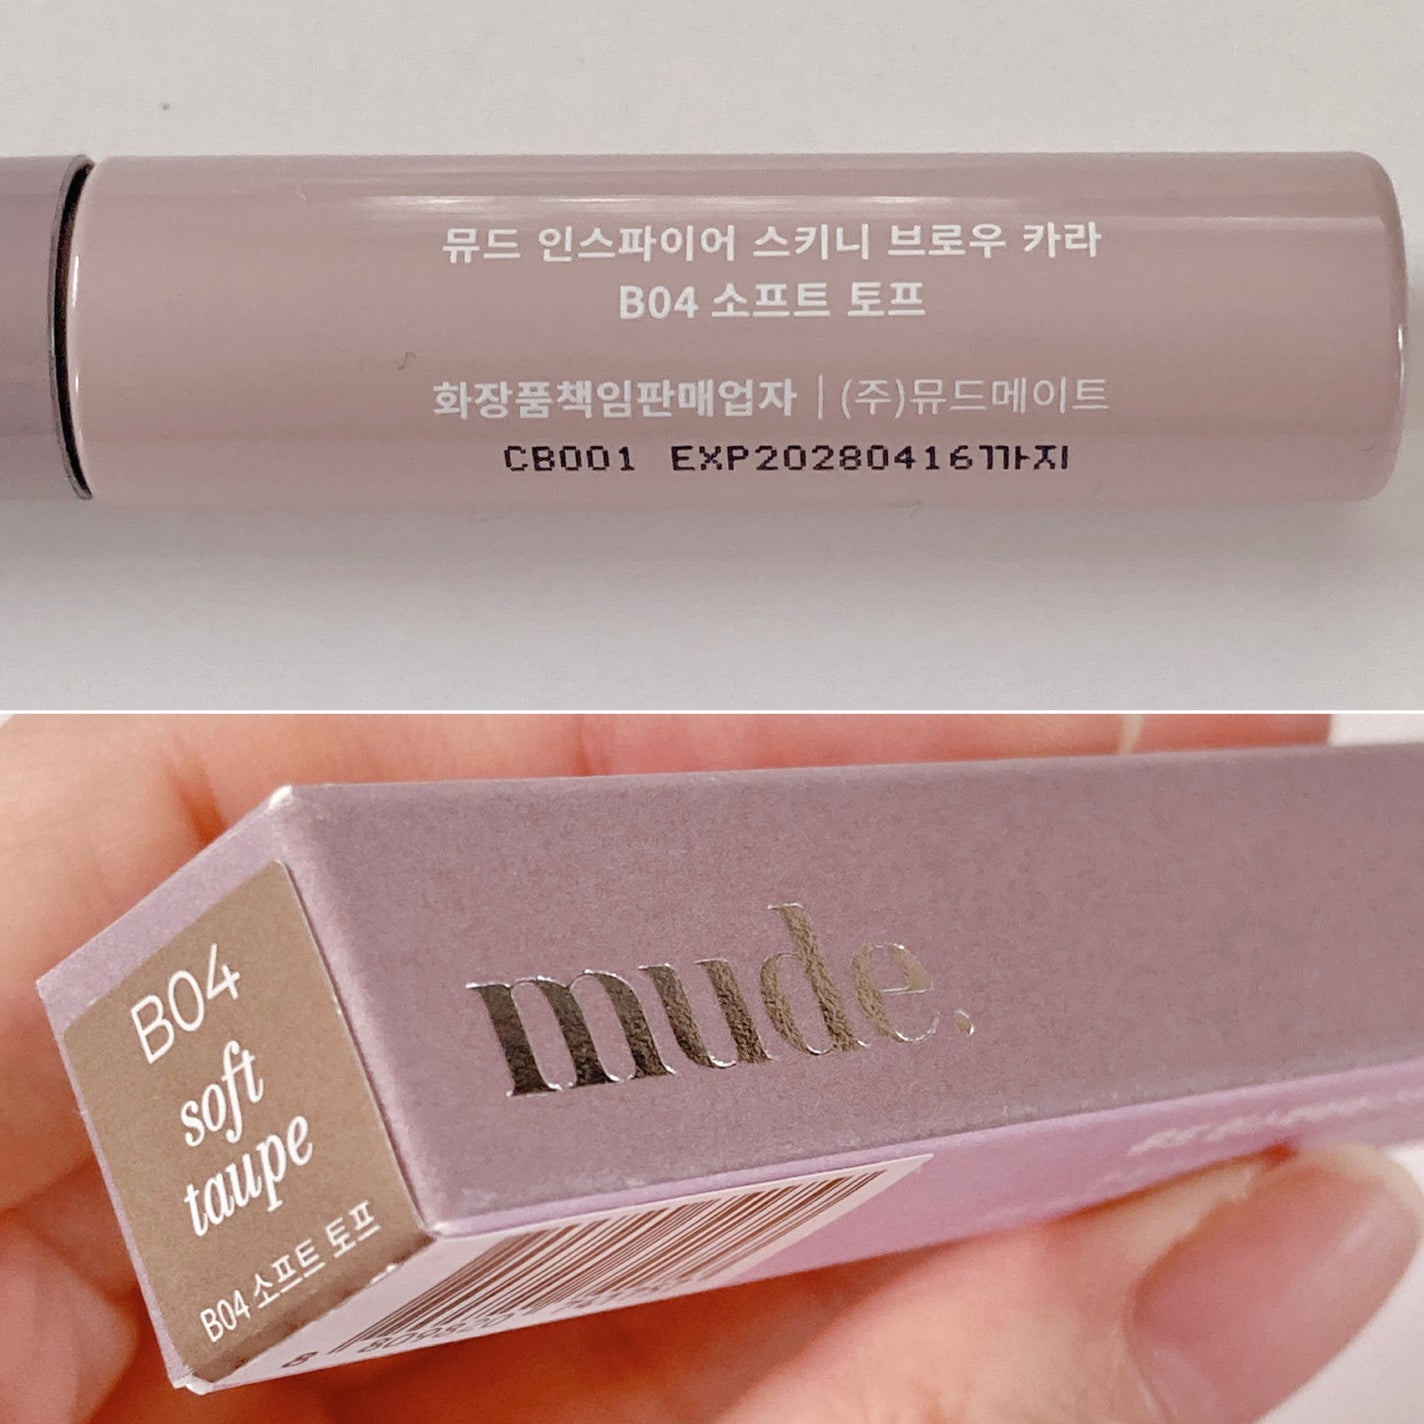 뮤드 인스파이어 스키니 브로우 카라
B04 소프트 토프
화장품책임판매업자 | (주)뮤드메이트
CB001 EXP20280416까지
mude.
B04
soft
taupe
B04 소프트 토프